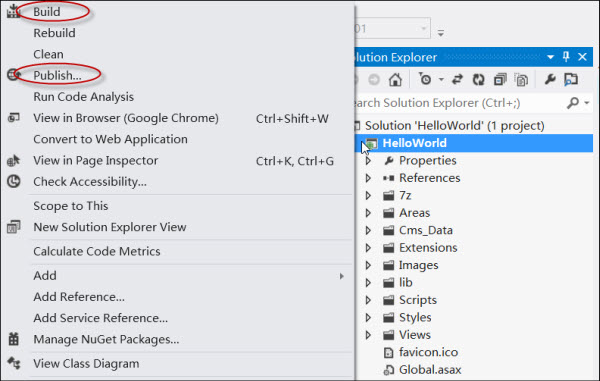 Build
Rebuild
Clean
Publish...
Run Code Analysis
View in Browser (Google Chrome) Ctrl+Shift+W
Convert to Web Application
View in Page Inspector Ctrl+K, Ctrl+G
Check Accessibility...
Scope to This
New Solution Explorer View
Calculate Code Metrics
Add
Add Reference...
Add Service Reference...
Manage NuGet Packages...
View Class Diagram
01
olution Explorer
earch Solution Explorer (Ctrl+;)
Solution 'HelloWorld' (1 project)
HelloWorld
Properties
References
7z
Areas
Cms_Data
Extensions
Images
lib
Scripts
Styles
Views
favicon.ico
Global.asax